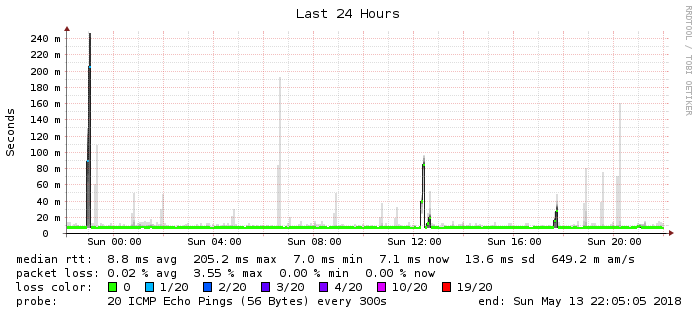 Last 24 Hours
RRDTOOL / TOBI OETIKER
Seconds
240 m
220 m
200 m
180 m
160 m
140 m
120 m
100 m
80 m
60 m
40 m
20 m
0
Sun 00:00 Sun 04:00 Sun 08:00 Sun 12:00 Sun 16:00 Sun 20:00
median rtt: 8.8 ms avg 205.2 ms max 7.0 ms min 7.1 ms now 13.6 ms sd 649.2 m am/s
packet loss: 0.02 % avg 3.55 % max 0.00 % min 0.00 % now
loss color: 0 1/20 2/20 3/20 4/20 10/20 19/20
probe: 20 ICMP Echo Pings (56 Bytes) every 300s end: Sun May 13 22:05:05 2018